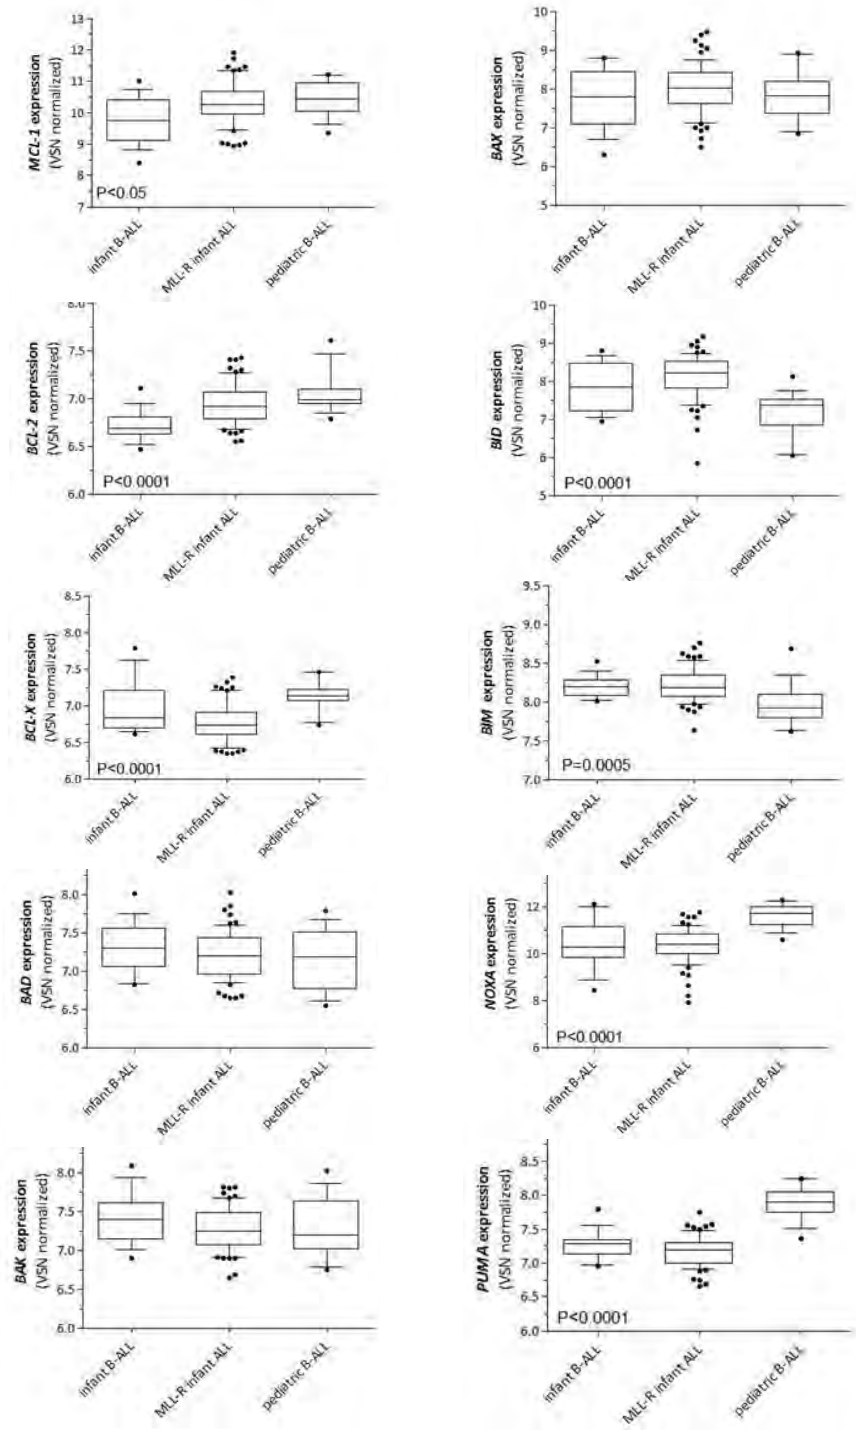 MCL-1 expression
(VSN normalized)
13
12
11
10
9
8
7
P<0.05
infant B-ALL
MLL-R infant ALL
pediatric B-ALL
BAX expression
(VSN normalized)
10
9
8
7
6
5
infant B-ALL
MLL-R infant ALL
pediatric B-ALL
BCL-2 expression
(VSN normalized)
8.0
7.5
7.0
6.5
6.0
P<0.0001
infant B-ALL
MLL-R infant ALL
pediatric B-ALL
BID expression
(VSN normalized)
10
9
8
7
6
5
P<0.0001
infant B-ALL
MLL-R infant ALL
pediatric B-ALL
BCL-X expression
(VSN normalized)
8.5
8.0
7.5
7.0
6.5
6.0
P<0.0001
infant B-ALL
MLL-R infant ALL
pediatric B-ALL
BIM expression
(VSN normalized)
9.5
9.0
8.5
8.0
7.5
7.0
P=0.0005
infant B-ALL
MLL-R infant ALL
pediatric B-ALL
BAD expression
(VSN normalized)
8.0
7.5
7.0
6.5
6.0
infant B-ALL
MLL-R infant ALL
pediatric B-ALL
NOXA expression
(VSN normalized)
12
10
8
6
P<0.0001
infant B-ALL
MLL-R infant ALL
pediatric B-ALL
BAK expression
(VSN normalized)
8.0
7.5
7.0
6.5
6.0
infant B-ALL
MLL-R infant ALL
pediatric B-ALL
PUMA expression
(VSN normalized)
8.5
8.0
7.5
7.0
6.5
6.0
P<0.0001
infant B-ALL
MLL-R infant ALL
pediatric B-ALL